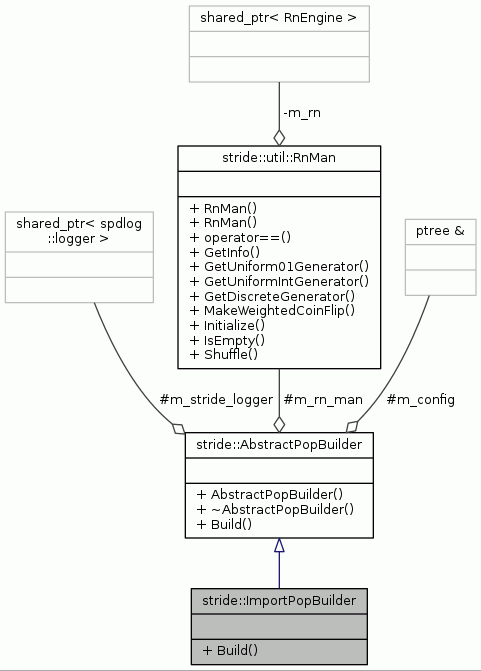 shared_ptr< RnEngine >
-m_rn
stride::util::RnMan
+ RnMan()
+ RnMan()
+ operator==()
+ GetInfo()
+ GetUniform01Generator()
+ GetUniformIntGenerator()
+ GetDiscreteGenerator()
+ MakeWeightedCoinFlip()
+ Initialize()
+ IsEmpty()
+ Shuffle()
shared_ptr< spdlog
::logger >
ptree &
#m_stride_logger
#m_rn_man
#m_config
stride::AbstractPopBuilder
+ AbstractPopBuilder()
+ ~AbstractPopBuilder()
+ Build()
stride::ImportPopBuilder
+ Build()